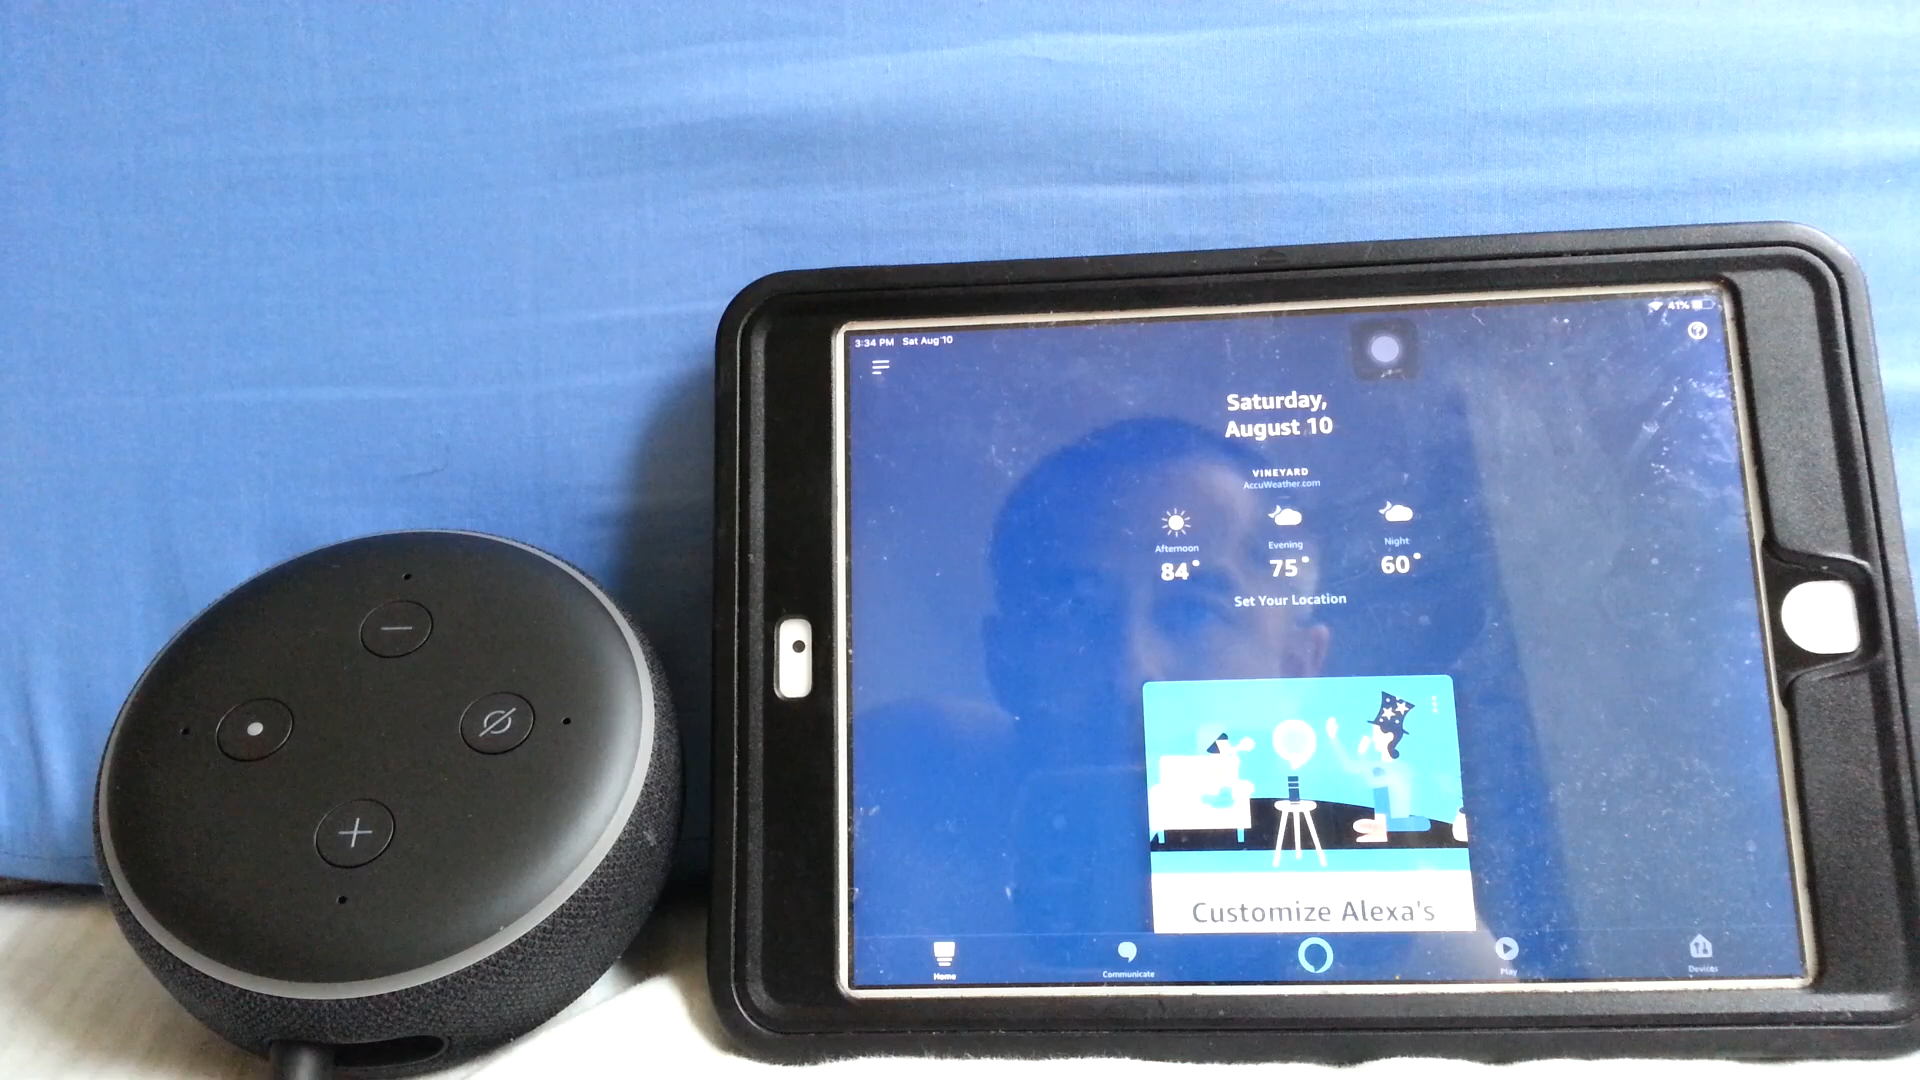 3:34 PM Sat Aug 10
41%
Saturday,
August 10
VINEYARD
AccuWeather.com
Afternoon Evening Night
84° 75° 60°
Set Your Location
Customize Alexa's
Home Communicate Play Devices